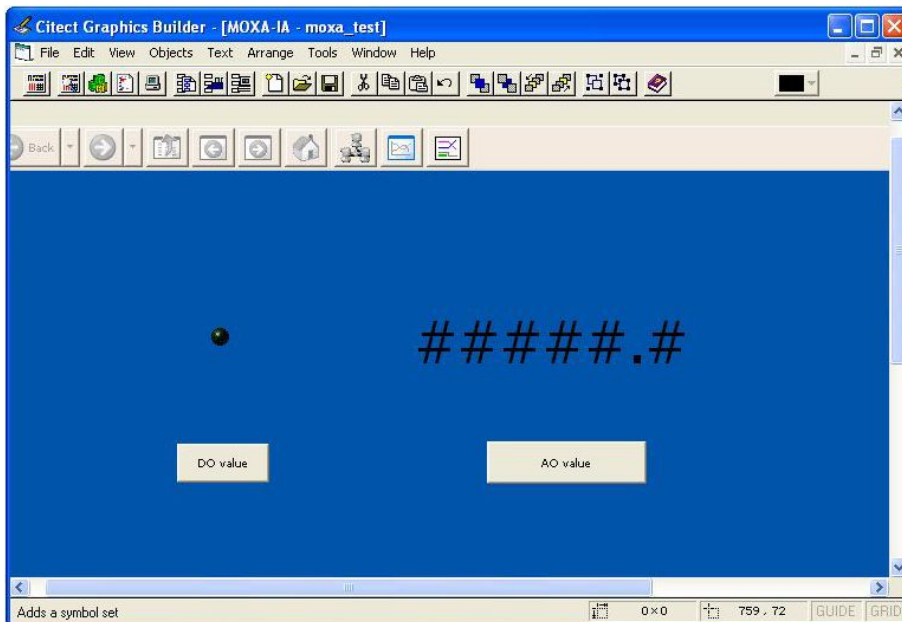 Citect Graphics Builder - [MOXA-IA - moxa_test]
File Edit View Objects Text Arrange Tools Window Help
Back
#####.#
DO value
AO value
Adds a symbol set
0×0
759 , 72
GUIDE
GRID